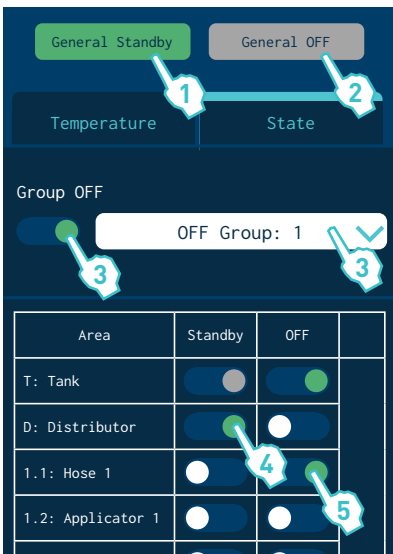 General Standby
General OFF
1
2
Temperature
State
Group OFF
OFF Group: 1
3
3
Area
Standby
OFF
T: Tank
D: Distributor
4
1.1: Hose 1
5
1.2: Applicator 1